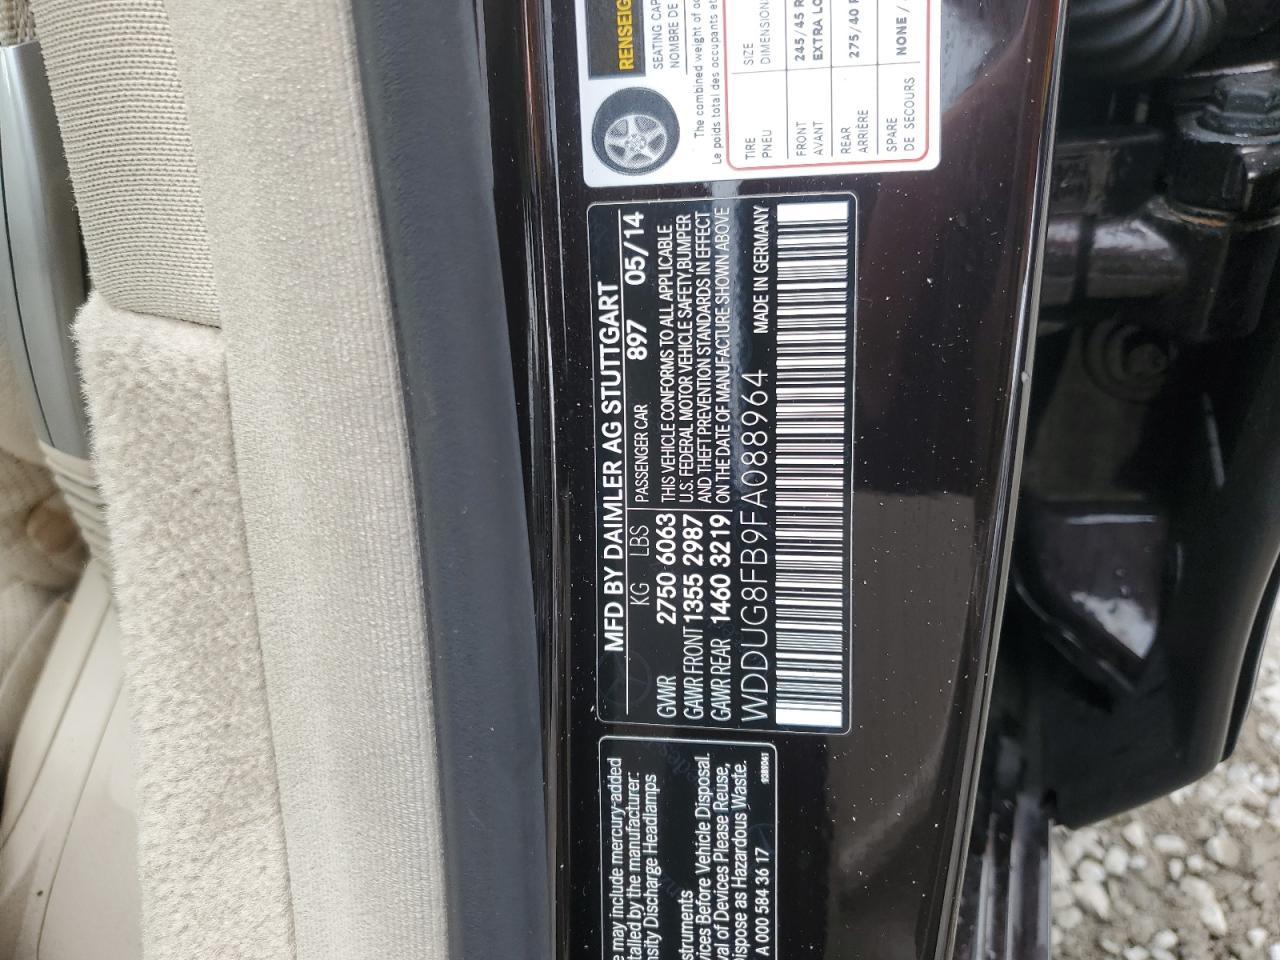 MFD BY DAIMLER AG STUTTGART
KG LBS PASSENGER CAR 897 05/14
GVWR 2750 6063 THIS VEHICLE CONFORMS TO ALL APPLICABLE
GAWR FRONT 1355 2987 U.S. FEDERAL MOTOR VEHICLE SAFETY,BUMPER
AND THEFT PREVENTION STANDARDS IN EFFECT
GAWR REAR 1460 3219 ON THE DATE OF MANUFACTURE SHOWN ABOVE
WDDUG8FB9FA088964 MADE IN GERMANY
RENSEIG
SEATING CAP
NOMBRE DE
The combined weight of oc
Le poids total des occupants et
TIRE SIZE
PNEU DIMENSIONS
FRONT 245/45 R
AVANT EXTRA LO
REAR 275/40 R
ARRIÈRE
SPARE NONE /
DE SECOURS
e may include mercury-added
talled by the manufacturer:
nsity Discharge Headlamps
struments
vices Before Vehicle Disposal.
val of Devices Please Reuse,
ispose as Hazardous Waste.
A 000 584 36 17